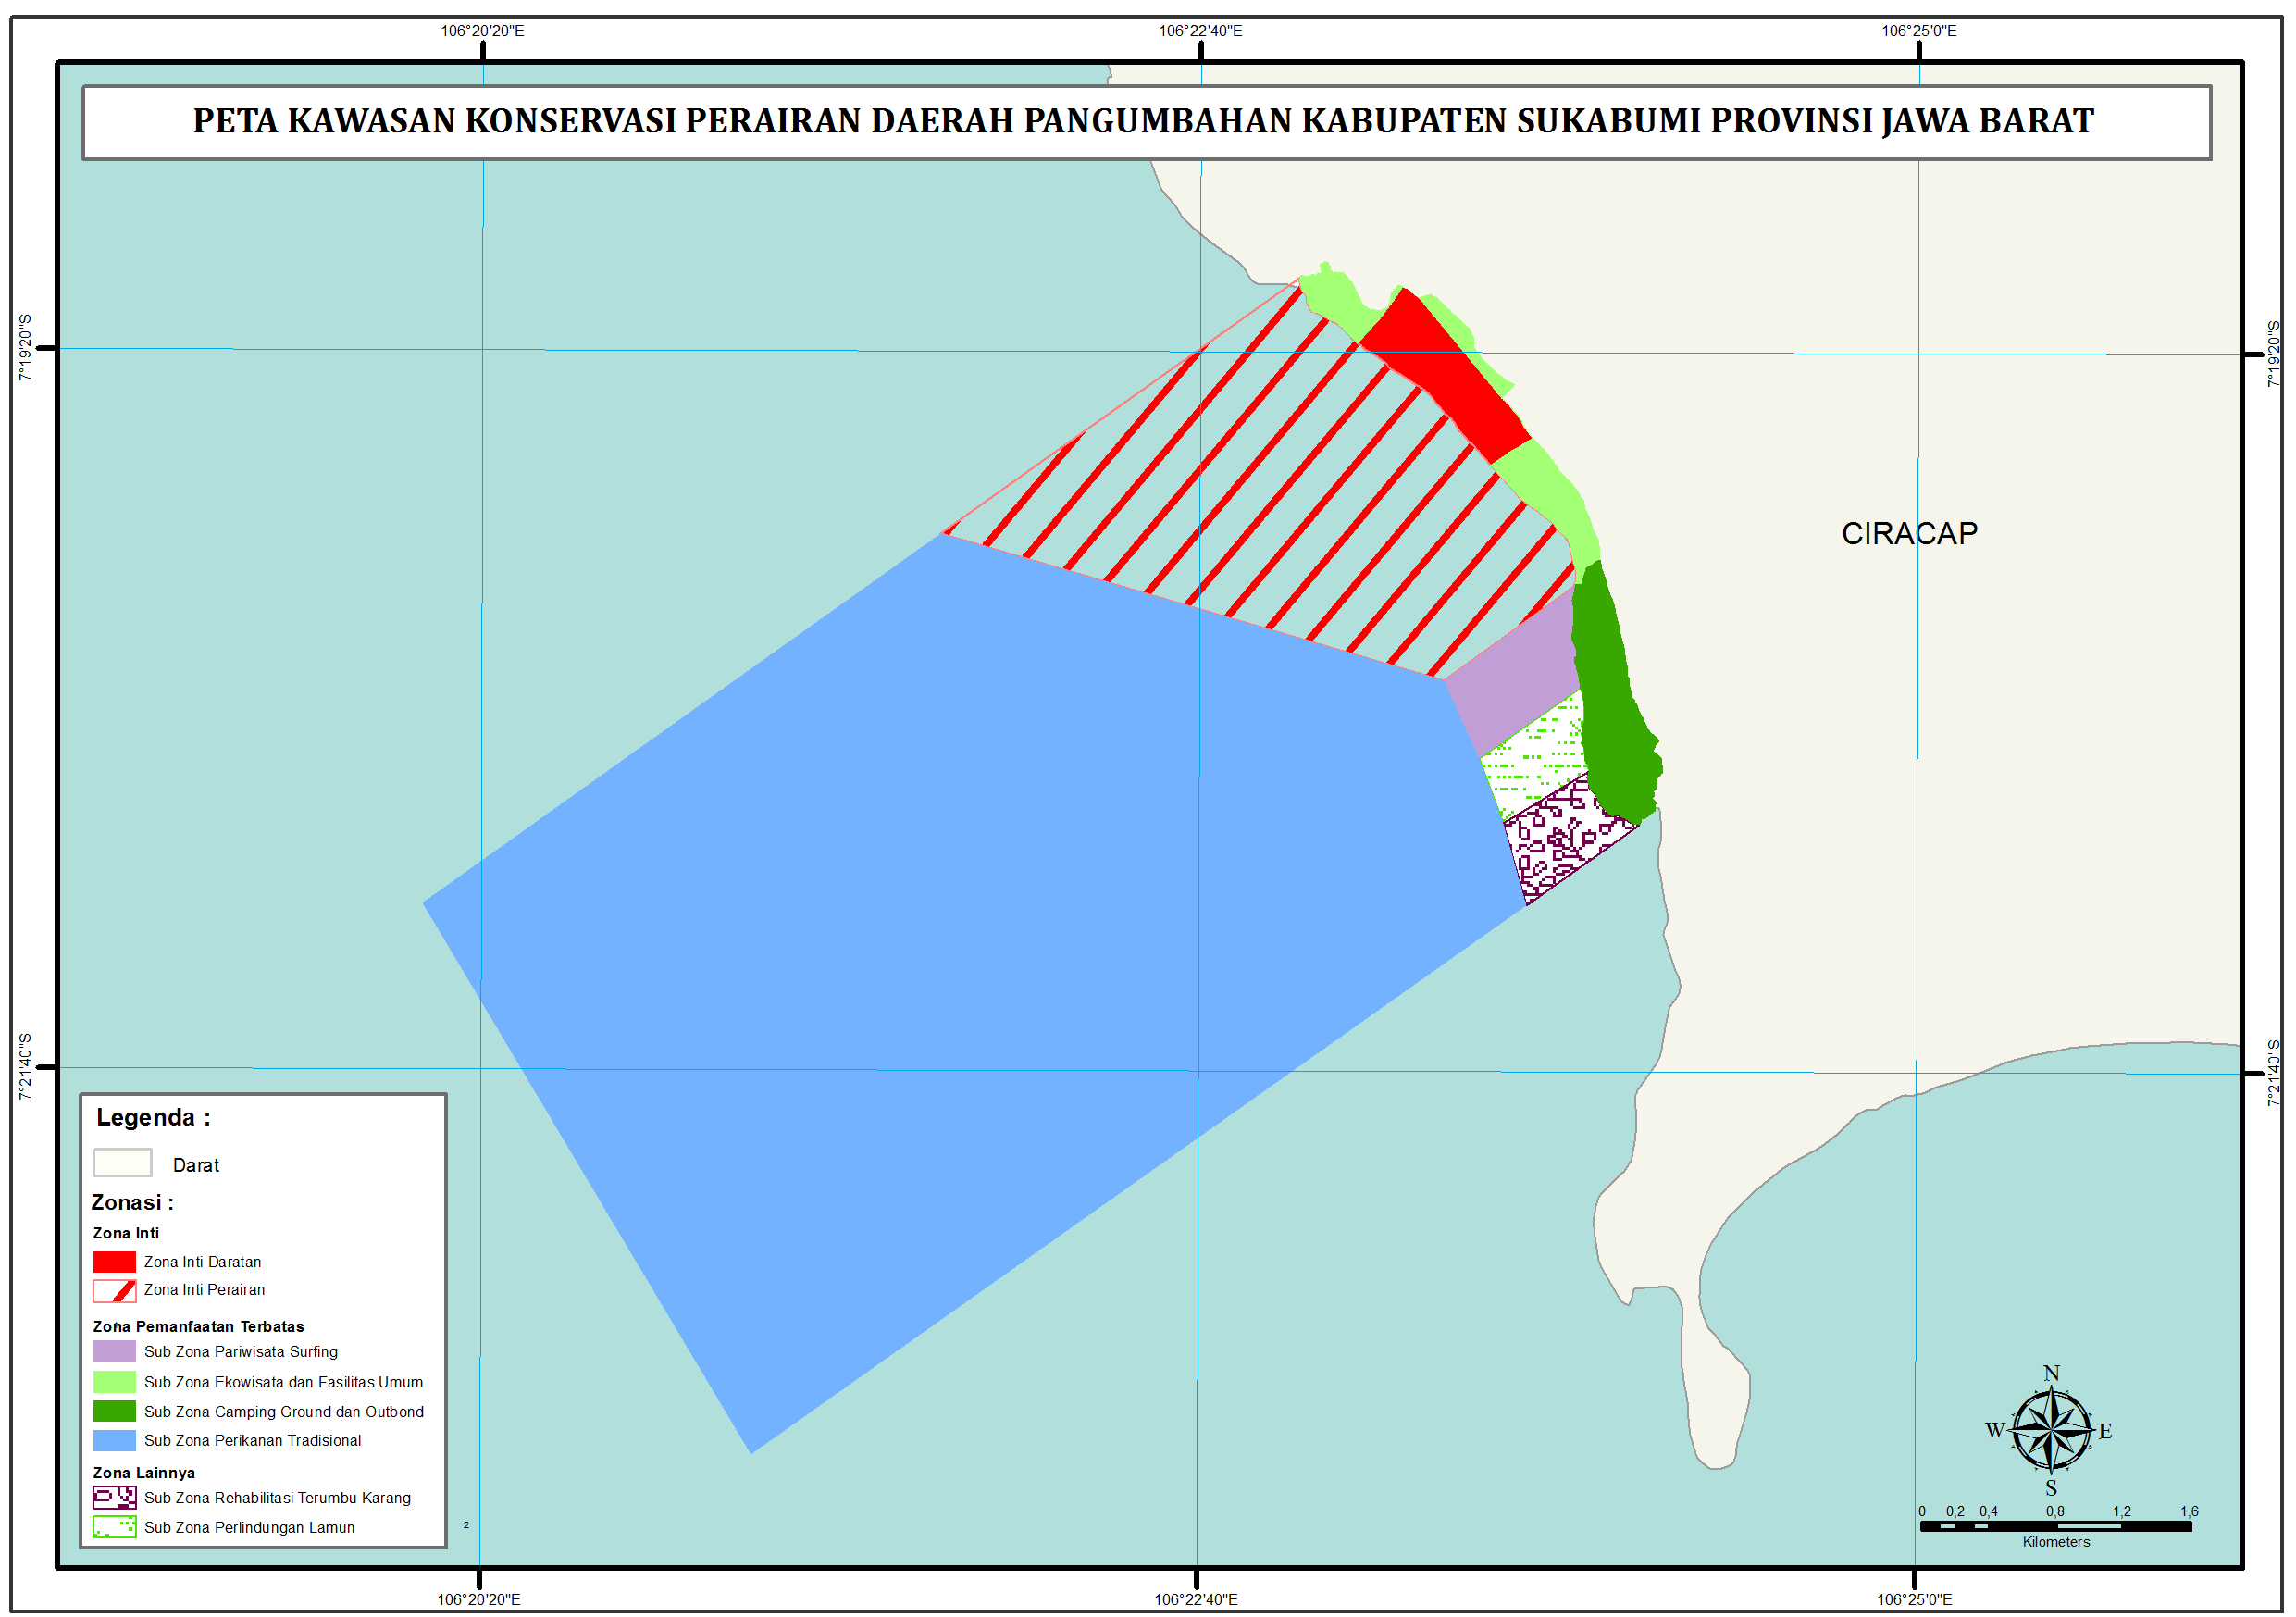 106°20'20"E
106°22'40"E
106°25'0"E
PETA KAWASAN KONSERVASI PERAIRAN DAERAH PANGUMBAHAN KABUPATEN SUKABUMI PROVINSI JAWA BARAT
7°19'20"S
7°19'20"S
CIRACAP
7°21'40"S
7°21'40"S
Legenda :
Darat
Zonasi :
Zona Inti
Zona Inti Daratan
Zona Inti Perairan
Zona Pemanfaatan Terbatas
Sub Zona Pariwisata Surfing
Sub Zona Ekowisata dan Fasilitas Umum
Sub Zona Camping Ground dan Outbond
Sub Zona Perikanan Tradisional
Zona Lainnya
Sub Zona Rehabilitasi Terumbu Karang
Sub Zona Perlindungan Lamun
2
N
W E
S
0 0,2 0,4 0,8 1,2 1,6
Kilometers
106°20'20"E
106°22'40"E
106°25'0"E